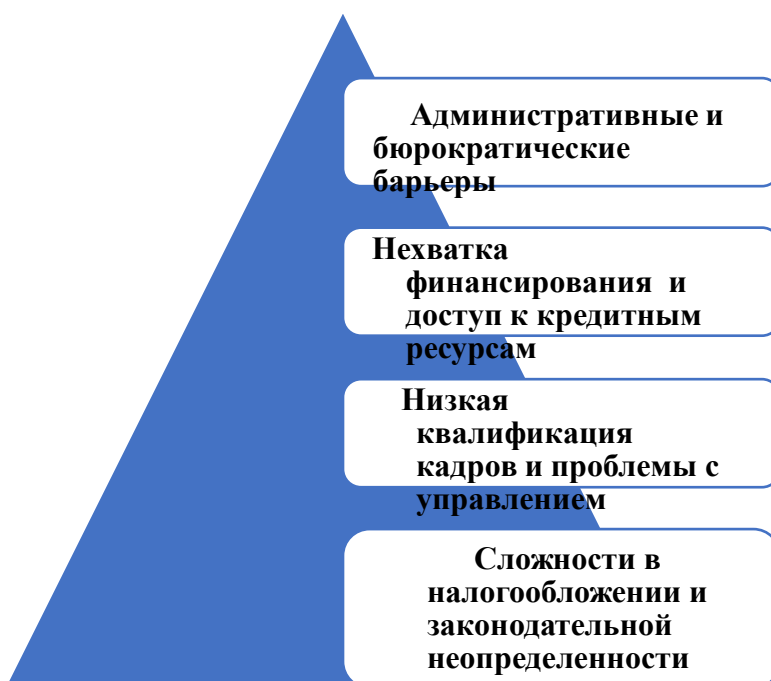 Административные и
бюрократические
барьеры
Нехватка
финансирования и
доступ к кредитным
ресурсам
Низкая
квалификация
кадров и проблемы с
управлением
Сложности в
налогообложении и
законодательной
неопределенности